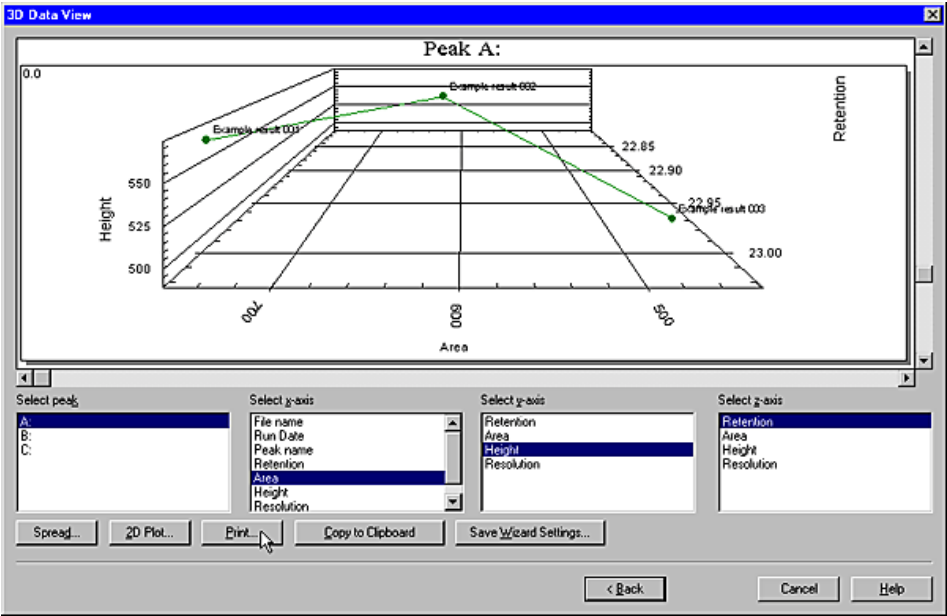 3D Data View
Peak A:
0.0
Retention
Example result 001
Example result 002
Example result 003
22.85
22.90
22.95
23.00
Height
550
525
500
700
600
500
Area
Select peak
A:
B:
C:
Select x-axis
File name
Run Date
Peak name
Retention
Area
Height
Resolution
Select y-axis
Retention
Area
Height
Resolution
Select z-axis
Retention
Area
Height
Resolution
Spread...
2D Plot...
Print...
Copy to Clipboard
Save Wizard Settings...
< Back
Cancel
Help